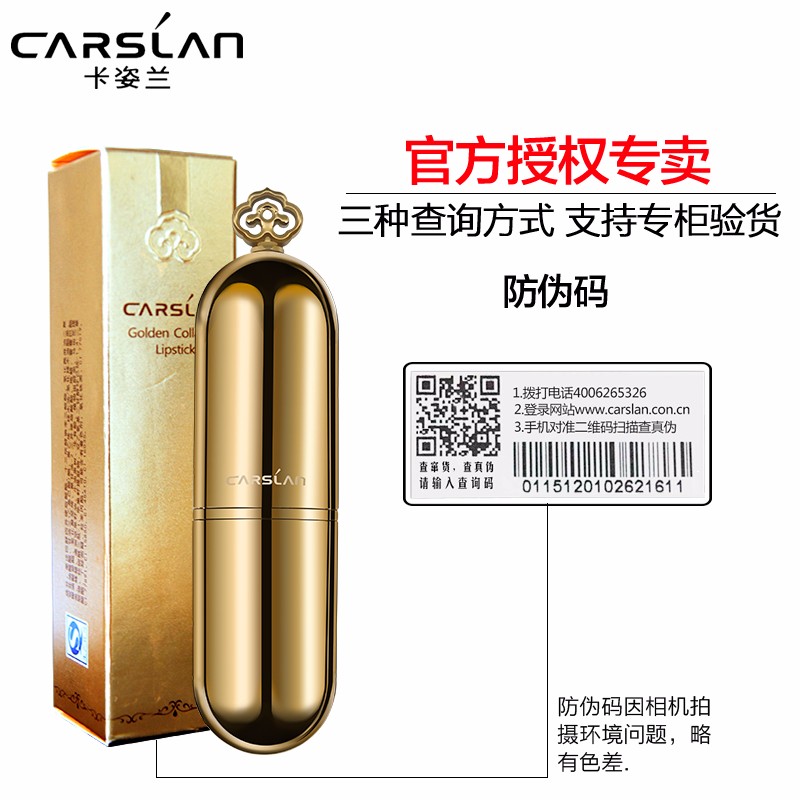 CARSLAN
卡姿兰
官方授权专卖
三种查询方式 支持专柜验货
防伪码
CARSL
Golden Colla
Lipstick
CARSLAN
1.拨打电话4006265326
2.登录网站www.carslan.con.cn
3.手机对准二维码扫描查真伪
查窜货，查真伪
请输入查询码
0115120102621611
防伪码因相机拍
摄环境问题，略
有色差.